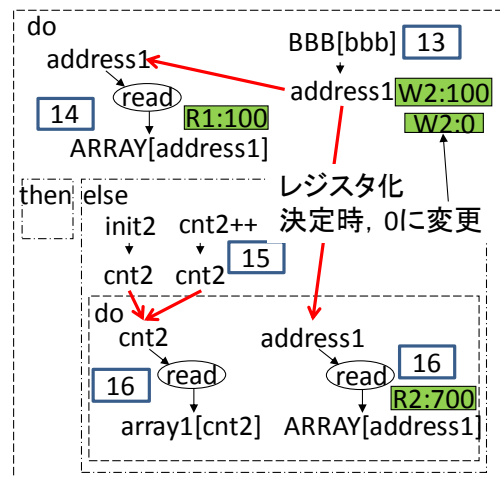 do
address1
BBB[bbb] 13
read
address1 W2:100
14
R1:100
W2:0
ARRAY[address1]
then
else
レジスタ化
決定時，0に変更
init2 cnt2++
15
cnt2 cnt2
do
cnt2
address1
16
read
16
read
R2:700
array1[cnt2]
ARRAY[address1]